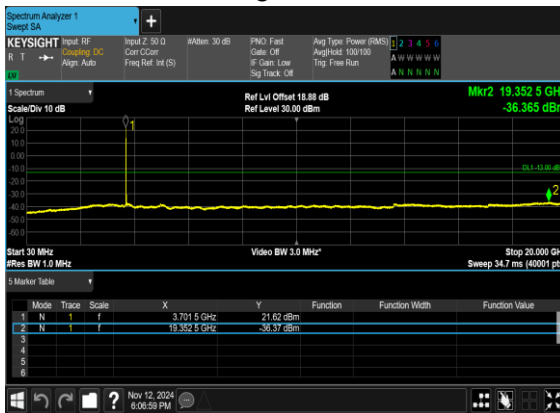 Spectrum Analyzer 1
Swept SA
KEYSIGHT
R T
Input: RF
Coupling: DC
Align: Auto
Input Z: 50 Ω
Corr CCorr
Freq Ref: Int (S)
#Atten: 30 dB
PNO: Fast
Gate: Off
IF Gain: Low
Sig Track: Off
Avg Type: Power (RMS)
Avg|Hold: 100/100
Trig: Free Run
1 2 3 4 5 6
A W W W W W
A N N N N N
1 Spectrum
Scale/Div 10 dB
Ref Lvl Offset 18.88 dB
Ref Level 30.00 dBm
Mkr2 19.352 5 GH
-36.365 dBr
Log
20.0
10.0
0.00
-10.0
-20.0
-30.0
-40.0
-50.0
-60.0
1
DL1 -13.00 dB
2
Start 30 MHz
#Res BW 1.0 MHz
Video BW 3.0 MHz*
Stop 20.000 GH
Sweep 34.7 ms (40001 pt
5 Marker Table
Mode Trace Scale X Y Function Function Width Function Value
1 N 1 f 3.701 5 GHz 21.62 dBm
2 N 1 f 19.352 5 GHz -36.37 dBm
3
4
5
6
?
Nov 12, 2024
6:06:59 PM